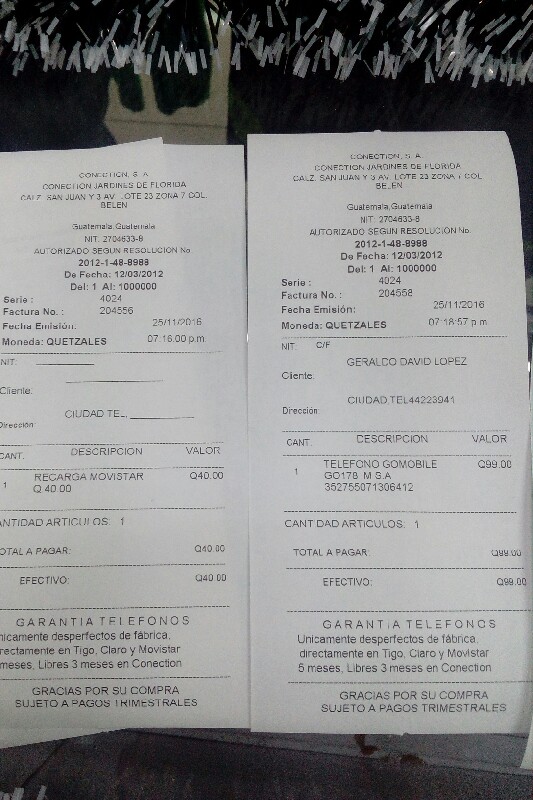 CONECTION, S. A
CONECTION JARDINES DE FLORIDA
CALZ. SAN JUAN Y 3 AV. LOTE 23 ZONA 7 COL.
BELEN
Guatemala,Guatemala
NIT: 2704633-8
AUTORIZADO SEGUN RESOLUCIÓN No.
2012-1-48-8988
De Fecha: 12/03/2012
Del: 1 Al: 1000000
Serie : 4024
Factura No. : 204556
Fecha Emisión: 25/11/2016
Moneda: QUETZALES 07:16:00 p.m
NIT:
Cliente:
CIUDAD TEL,
Dirección:
CANT. DESCRIPCION VALOR
1 RECARGA MOVISTAR Q40.00
Q.40.00
ANTIDAD ARTICULOS: 1
OTAL A PAGAR: Q40.00
EFECTIVO: Q40.00
GARANTIA TELEFONOS
nicamente desperfectos de fábrica,
rectamente en Tigo, Claro y Movistar
meses, Libres 3 meses en Conection
GRACIAS POR SU COMPRA
SUJETO A PAGOS TRIMESTRALES
CONECTION, S. A
CONECTION JARDINES DE FLORIDA
CALZ. SAN JUAN Y 3 AV. LOTE 23 ZONA 7 COL.
BELEN
Guatemala,Guatemala
NIT: 2704633-8
AUTORIZADO SEGUN RESOLUCIÓN No.
2012-1-48-8988
De Fecha: 12/03/2012
Del: 1 Al: 1000000
Serie : 4024
Factura No. : 204558
Fecha Emisión: 25/11/2016
Moneda: QUETZALES 07:18:57 p.m
NIT: C/F
GERALDO DAVID LOPEZ
Cliente:
CIUDAD,TEL44223941
Dirección:
CANT. DESCRIPCION VALOR
1 TELEFONO GOMOBILE Q99.00
GO178 M S.A
352755071306412
CANTIDAD ARTICULOS: 1
TOTAL A PAGAR: Q99.00
EFECTIVO: Q99.00
GARANTIA TELEFONOS
Unicamente desperfectos de fábrica,
directamente en Tigo, Claro y Movistar
5 meses, Libres 3 meses en Conection
GRACIAS POR SU COMPRA
SUJETO A PAGOS TRIMESTRALES